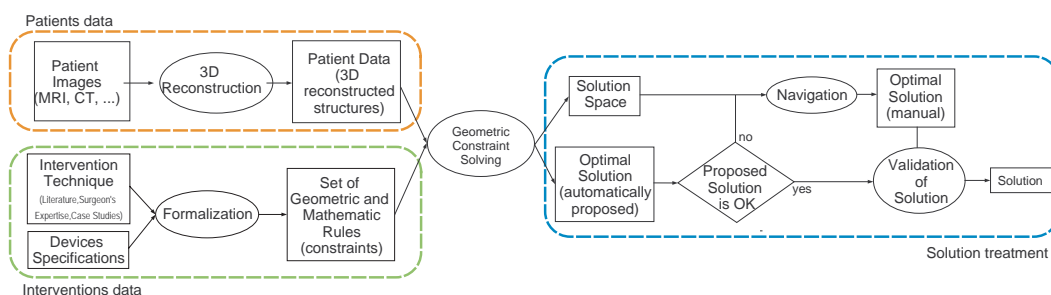 Patients data
Patient
Images
(MRI, CT, ...)
3D
Reconstruction
Patient Data
(3D
reconstructed
structures)
Intervention
Technique
(Literature,Surgeon's
Expertise,Case Studies)
Devices
Specifications
Formalization
Set of
Geometric and
Mathematic
Rules
(constraints)
Interventions data
Geometric
Constraint
Solving
Solution
Space
Optimal
Solution
(automatically
proposed)
no
Proposed
Solution
is OK
yes
Navigation
Optimal
Solution
(manual)
Validation
of
Solution
Solution
Solution treatment